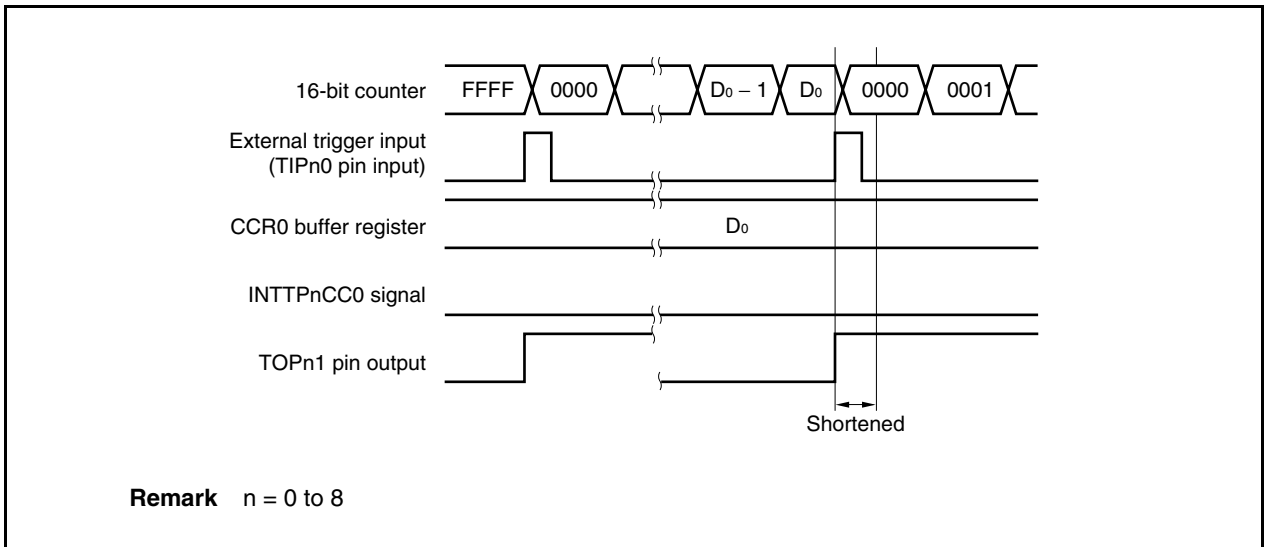 16-bit counter FFFF 0000 D0 − 1 D0 0000 0001
External trigger input
(TIPn0 pin input)
CCR0 buffer register D0
INTTPnCC0 signal
TOPn1 pin output
Shortened
Remark n = 0 to 8